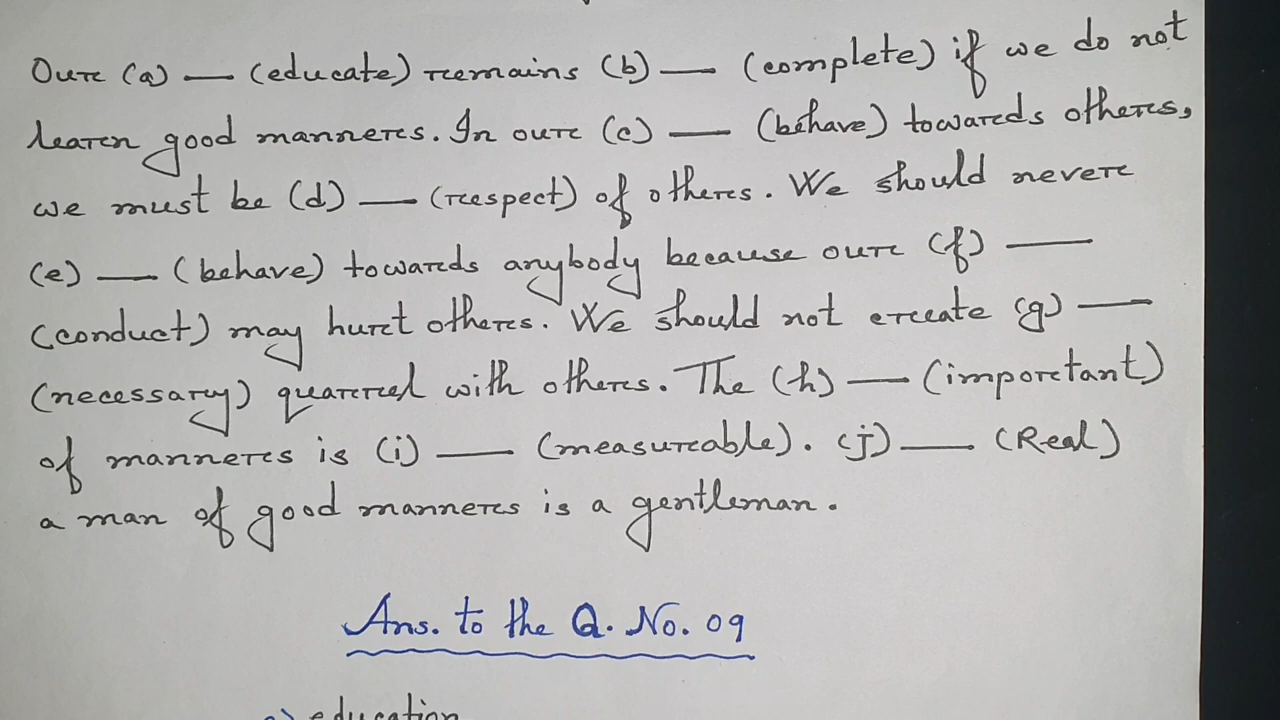 Our (a) — (educate) remains (b) — (complete) if we do not
learn good manners. In our (c) — (behave) towards others,
we must be (d) — (respect) of others. We should never
(e) — (behave) towards anybody because our (f) —
(conduct) may hurt others. We should not create (g) —
(necessary) quarrel with others. The (h) — (important)
of manners is (i) — (measureable). (j) — (Real)
a man of good manners is a gentleman.
Ans. to the Q. No. 09
a) education